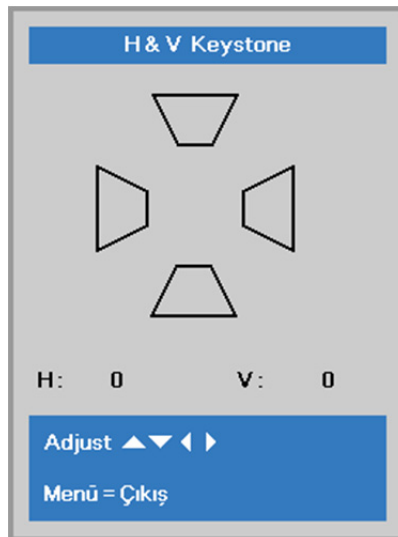 H & V Keystone
H: 0 V: 0
Adjust ▲▼◀ ▶
Menü = Çıkış